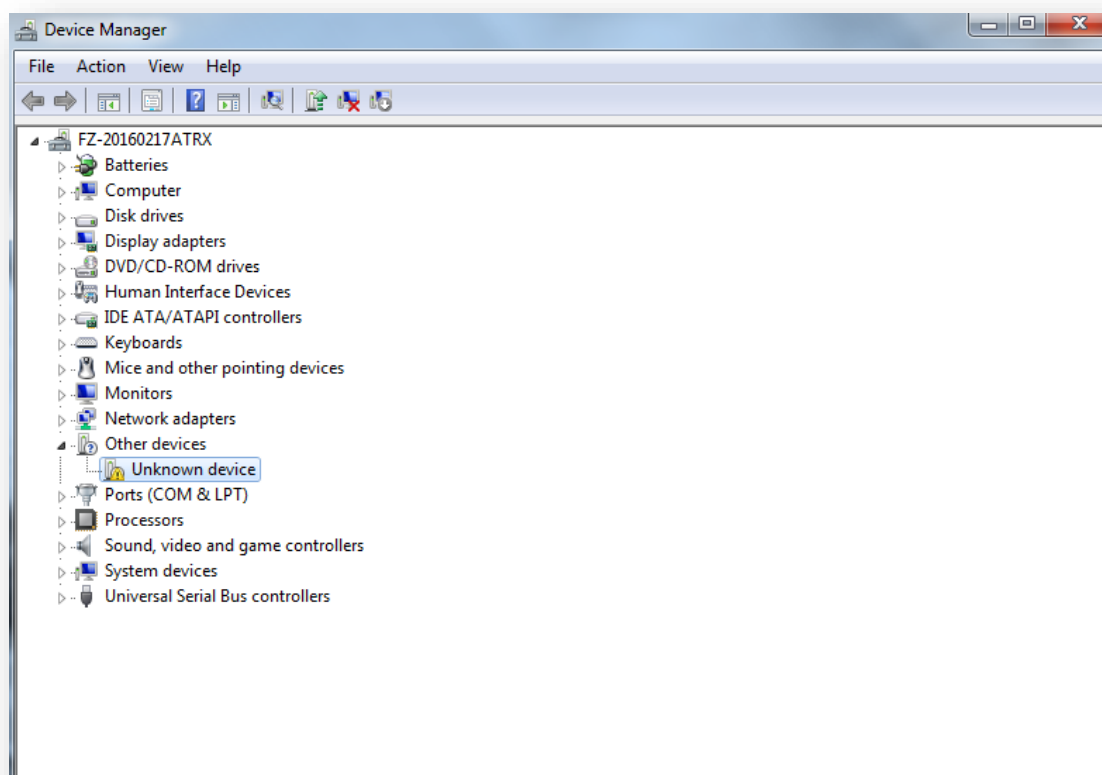 Device Manager
File Action View Help
FZ-20160217ATRX
Batteries
Computer
Disk drives
Display adapters
DVD/CD-ROM drives
Human Interface Devices
IDE ATA/ATAPI controllers
Keyboards
Mice and other pointing devices
Monitors
Network adapters
Other devices
Unknown device
Ports (COM & LPT)
Processors
Sound, video and game controllers
System devices
Universal Serial Bus controllers